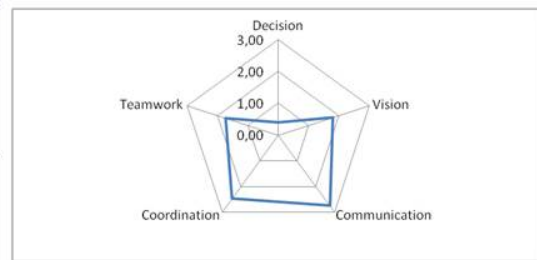 Decision
3,00
2,00
1,00
0,00
Teamwork
Vision
Coordination
Communication